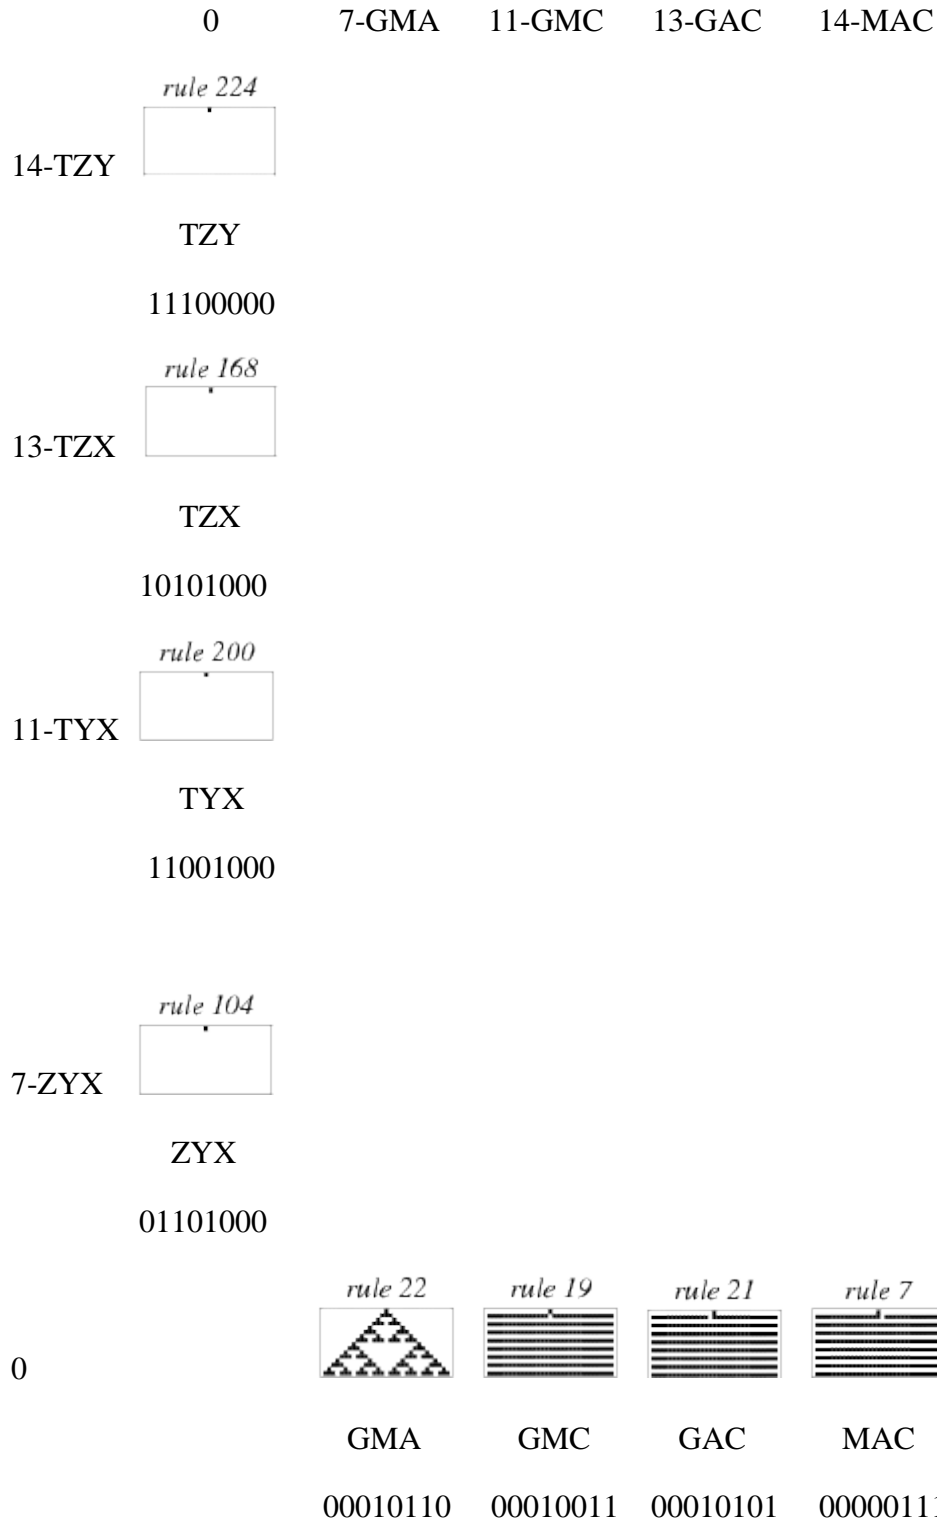 0 7-GMA 11-GMC 13-GAC 14-MAC
rule 224
14-TZY
TZY
11100000
rule 168
13-TZX
TZX
10101000
rule 200
11-TYX
TYX
11001000
rule 104
7-ZYX
ZYX
01101000
rule 22 rule 19 rule 21 rule 7
0
GMA GMC GAC MAC
00010110 00010011 00010101 00000111